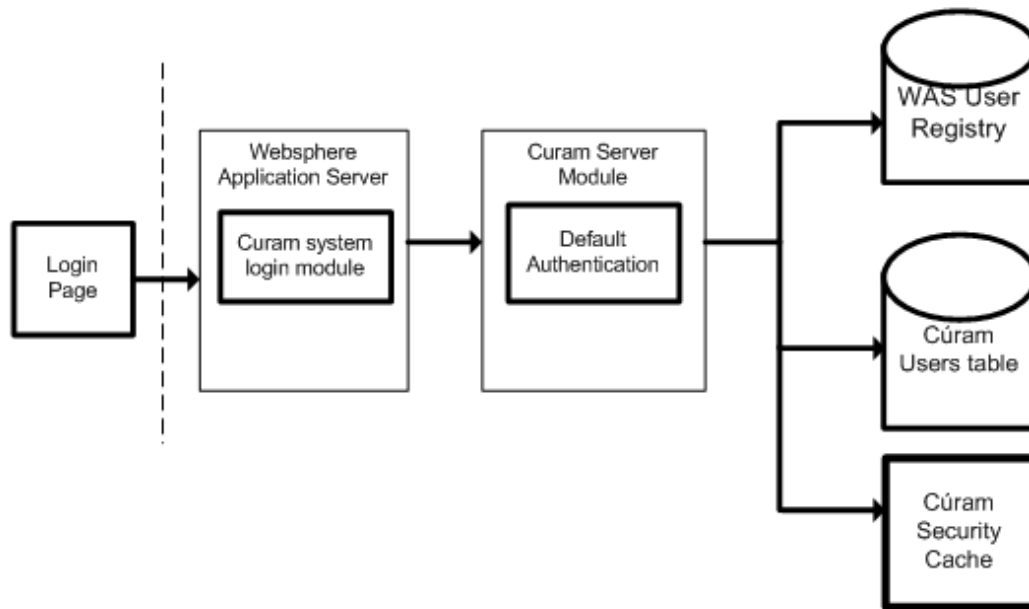 Login
Page
Websphere
Application Server
Curam system
login module
Curam Server
Module
Default
Authentication
WAS User
Registry
Cúram
Users table
Cúram
Security
Cache